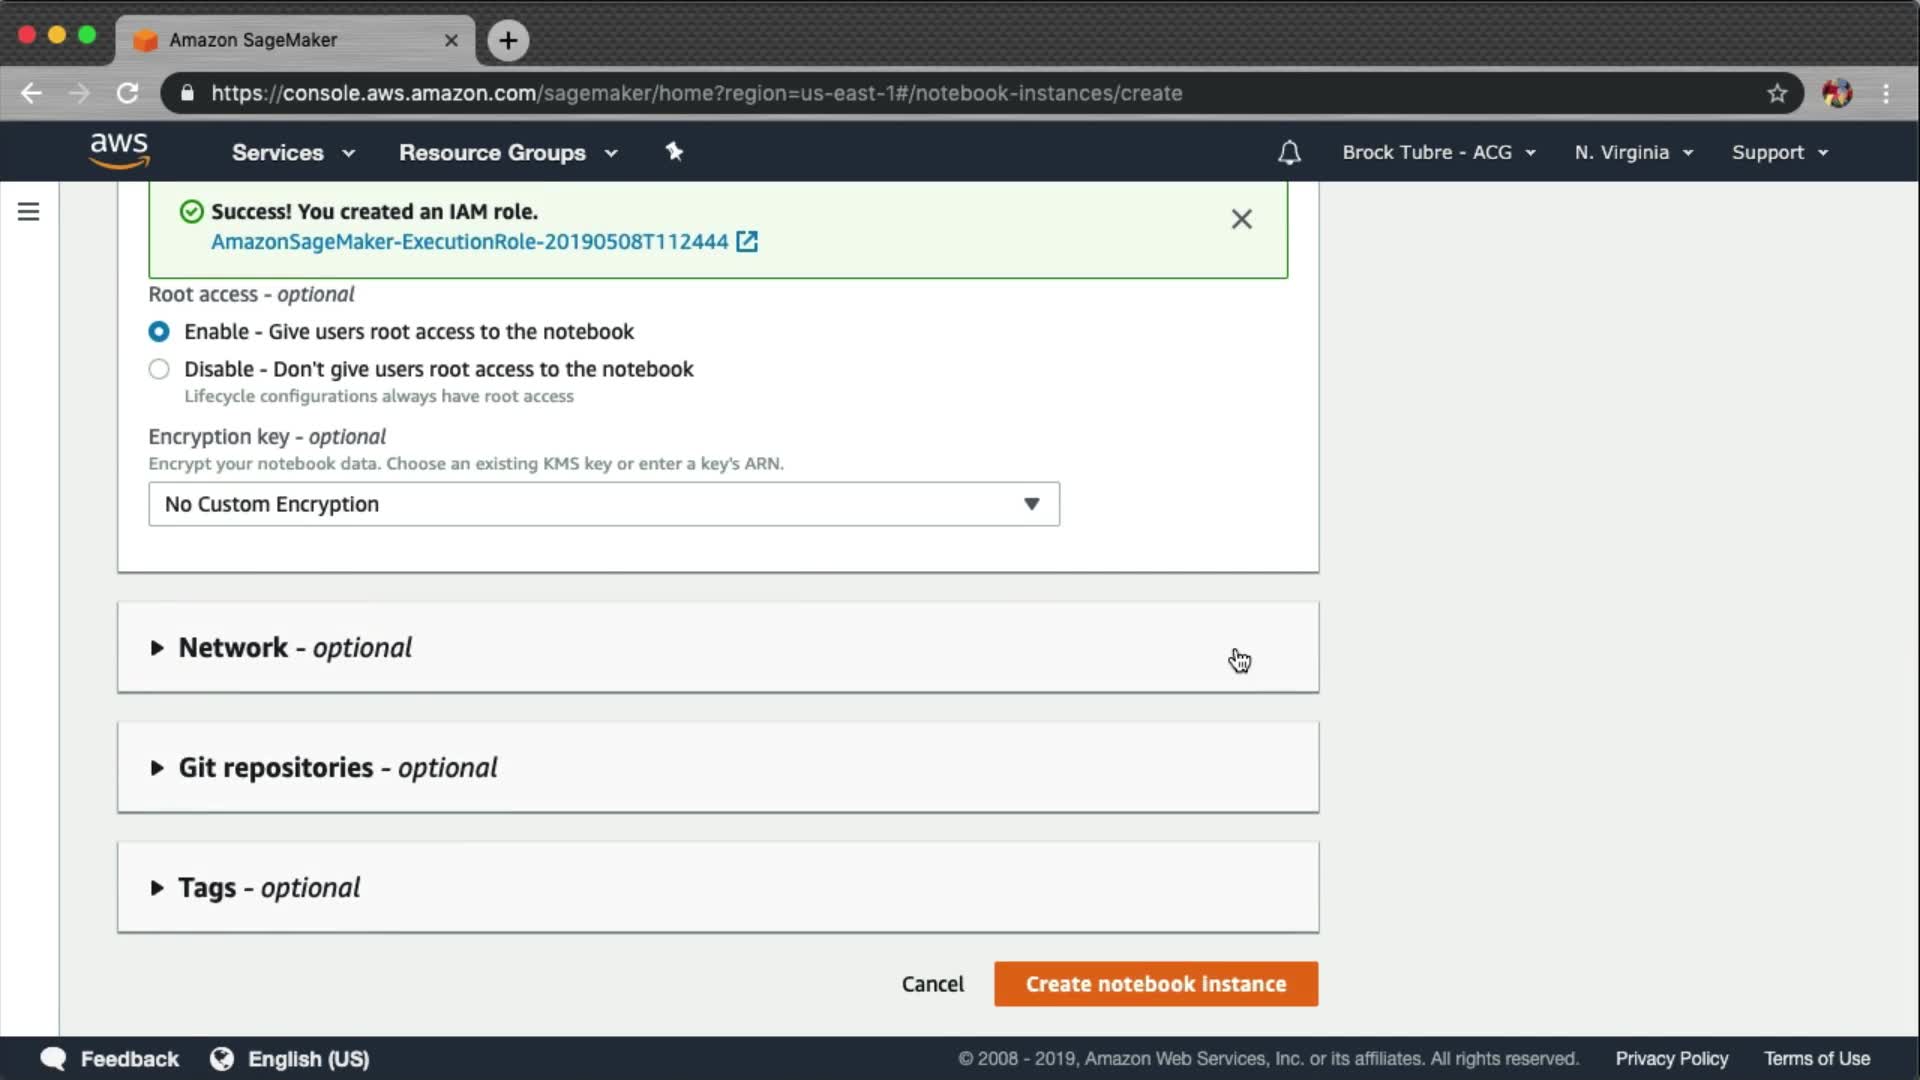 Amazon SageMaker
https://console.aws.amazon.com/sagemaker/home?region=us-east-1#/notebook-instances/create
aws
Services
Resource Groups
Brock Tubre - ACG
N. Virginia
Support
Success! You created an IAM role.
AmazonSageMaker-ExecutionRole-20190508T112444
Root access - optional
Enable - Give users root access to the notebook
Disable - Don't give users root access to the notebook
Lifecycle configurations always have root access
Encryption key - optional
Encrypt your notebook data. Choose an existing KMS key or enter a key's ARN.
No Custom Encryption
Network - optional
Git repositories - optional
Tags - optional
Cancel
Create notebook instance
Feedback
English (US)
© 2008 - 2019, Amazon Web Services, Inc. or its affiliates. All rights reserved.
Privacy Policy
Terms of Use